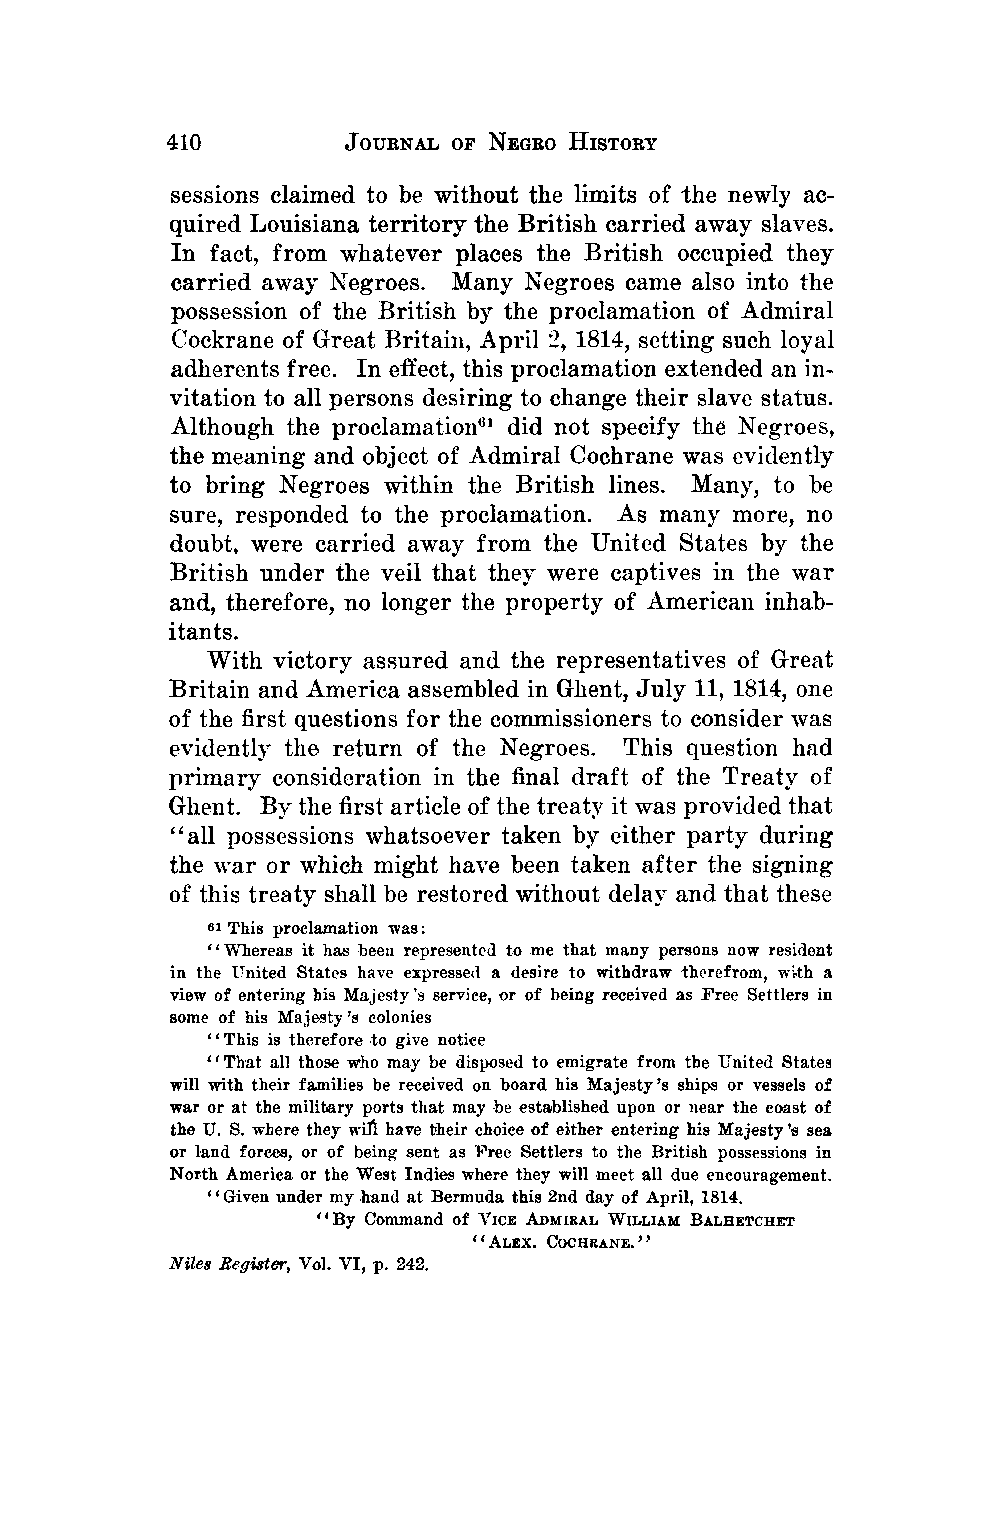 410 JOURNAL OF NEGRO HISTORY
sessions claimed to be without the limits of the newly ac-
quired Louisiana territory the British carried away slaves.
In fact, from whatever places the British occupied they
carried away Negroes. Many Negroes came also into the
possession of the British by the proclamation of Admiral
Cockrane of Great Britain, April 2, 1814, setting such loyal
adherents free. In effect, this proclamation extended an in-
vitation to all persons desiring to change their slave status.
Although the proclamation⁶¹ did not specify the Negroes,
the meaning and object of Admiral Cochrane was evidently
to bring Negroes within the British lines. Many, to be
sure, responded to the proclamation. As many more, no
doubt, were carried away from the United States by the
British under the veil that they were captives in the war
and, therefore, no longer the property of American inhab-
itants.
With victory assured and the representatives of Great
Britain and America assembled in Ghent, July 11, 1814, one
of the first questions for the commissioners to consider was
evidently the return of the Negroes. This question had
primary consideration in the final draft of the Treaty of
Ghent. By the first article of the treaty it was provided that
"all possessions whatsoever taken by either party during
the war or which might have been taken after the signing
of this treaty shall be restored without delay and that these
⁶¹ This proclamation was:
"Whereas it has been represented to me that many persons now resident
in the United States have expressed a desire to withdraw therefrom, with a
view of entering his Majesty's service, or of being received as Free Settlers in
some of his Majesty's colonies
"This is therefore to give notice
"That all those who may be disposed to emigrate from the United States
will with their families be received on board his Majesty's ships or vessels of
war or at the military ports that may be established upon or near the coast of
the U. S. where they will have their choice of either entering his Majesty's sea
or land forces, or of being sent as Free Settlers to the British possessions in
North America or the West Indies where they will meet all due encouragement.
"Given under my hand at Bermuda this 2nd day of April, 1814.
"By Command of VICE ADMIRAL WILLIAM BALHETCHET
"ALEX. COCHRANE."
Niles Register, Vol. VI, p. 242.